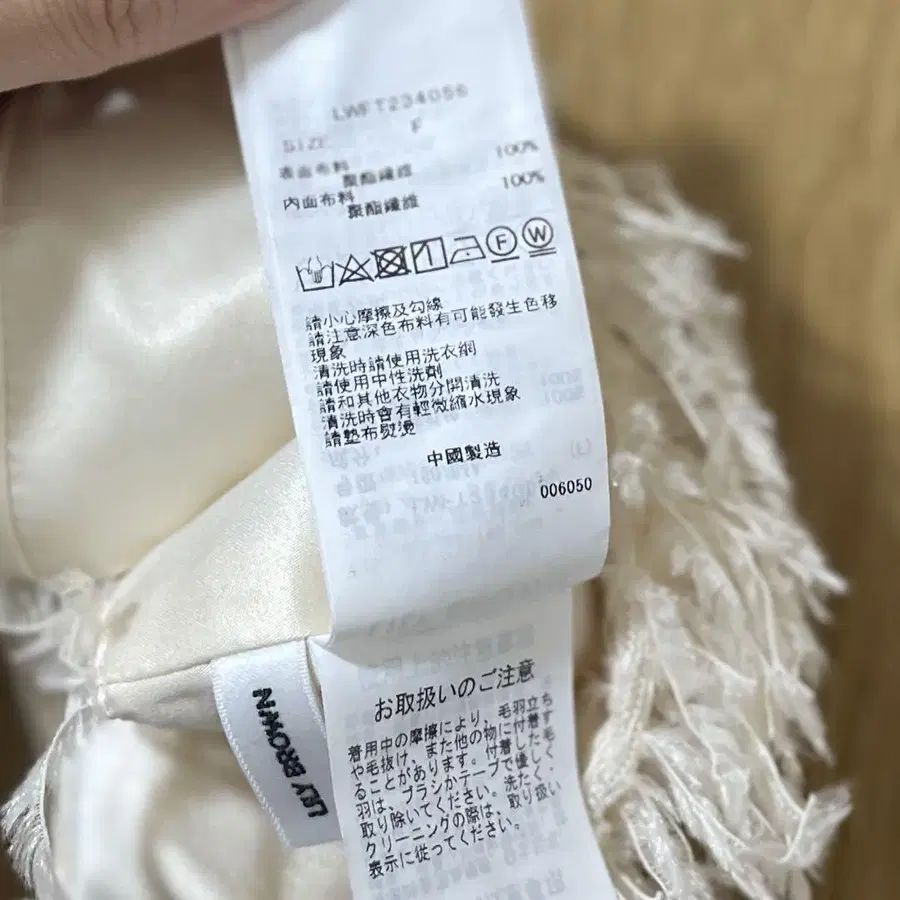 LWFT234056
SIZE F
表面布料 100%
聚酯纖維
內面布料 100%
聚酯纖維
F W
請小心摩擦及勾線
請注意深色布料有可能發生色移
現象
清洗時請使用洗衣網
請使用中性洗劑
請和其他衣物分開清洗
清洗時會有輕微縮水現象
請墊布熨燙
中國製造
006050
LILY BROWN
お取扱いのご注意
着用中の摩擦により、毛羽立ち
や毛抜け、また他の物に付着す
ることがあります。付着した毛
羽は、ブラシかテープで優しく
取り除いてください。洗たく、
クリーニングの際は、取り扱い
表示に従ってください。